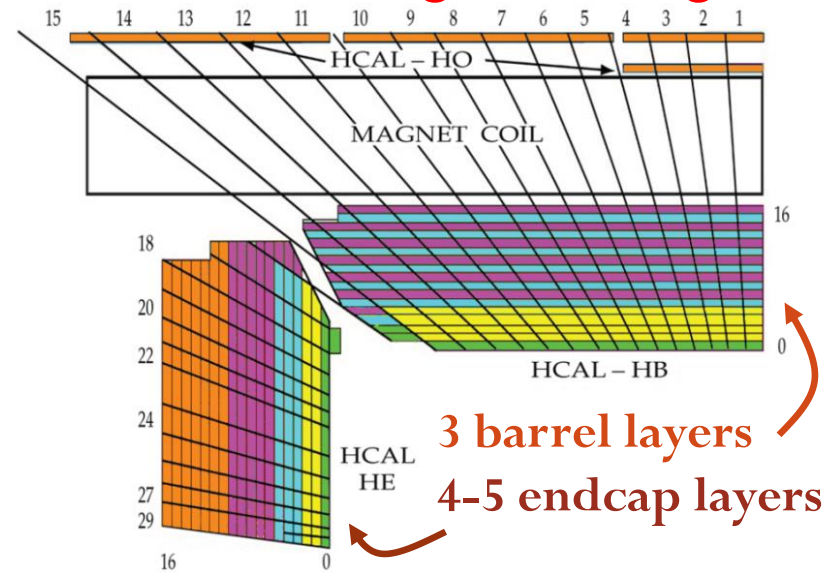 15 14 13 12 11 10 9 8 7 6 5 4 3 2 1
HCAL – HO
MAGNET COIL
16
18
20
22
24
27
29
0
HCAL – HB
3 barrel layers
HCAL
HE
4-5 endcap layers
16 0